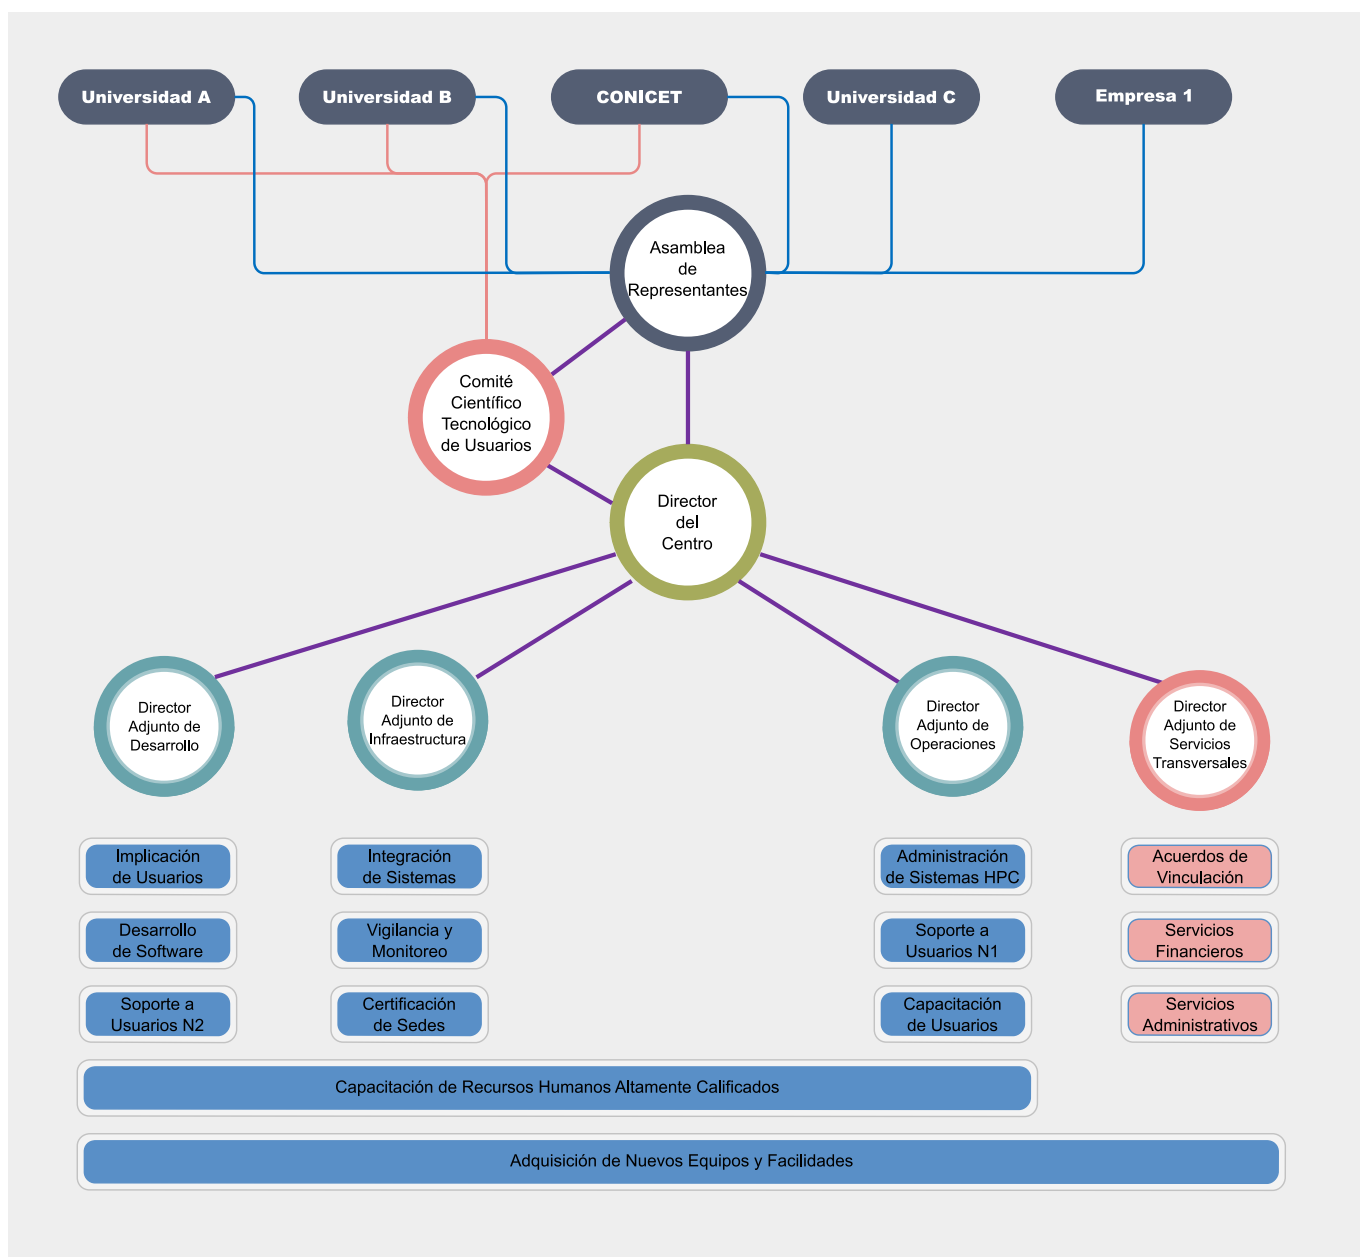 Universidad A
Universidad B
CONICET
Universidad C
Empresa 1
Asamblea
de
Representantes
Comité
Científico
Tecnológico
de Usuarios
Director
del
Centro
Director
Adjunto de
Desarrollo
Director
Adjunto de
Infraestructura
Director
Adjunto de
Operaciones
Director
Adjunto de
Servicios
Transversales
Implicación
de Usuarios
Integración
de Sistemas
Administración
de Sistemas HPC
Acuerdos de
Vinculación
Desarrollo
de Software
Vigilancia y
Monitoreo
Soporte a
Usuarios N1
Servicios
Financieros
Soporte a
Usuarios N2
Certificación
de Sedes
Capacitación
de Usuarios
Servicios
Administrativos
Capacitación de Recursos Humanos Altamente Calificados
Adquisición de Nuevos Equipos y Facilidades